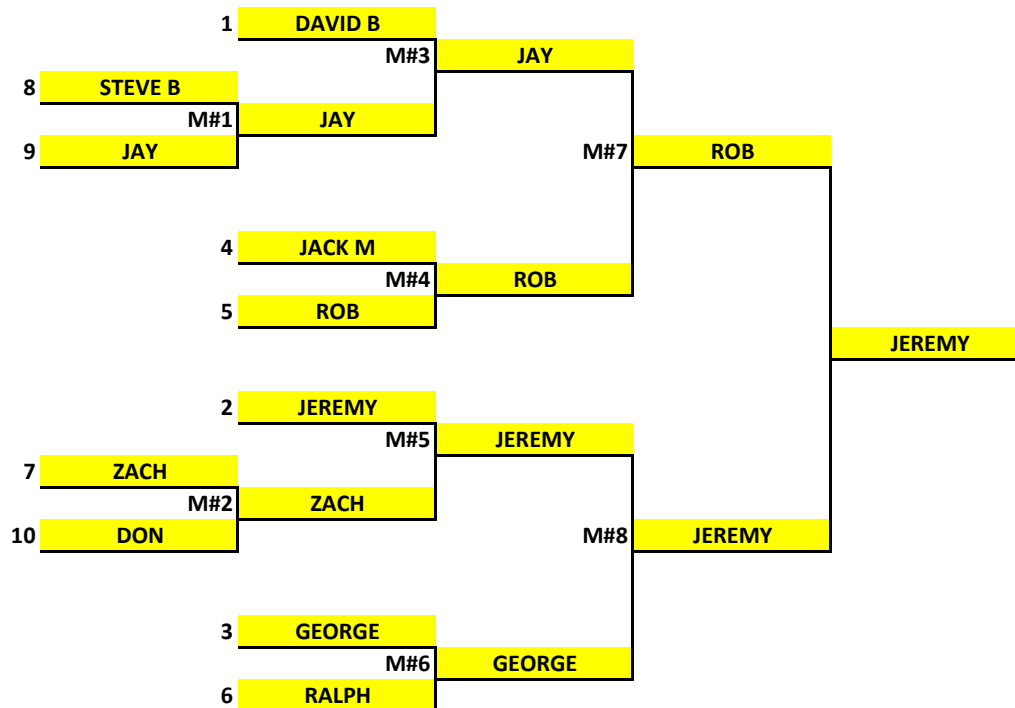 1 DAVID B
M#3 JAY
8 STEVE B
M#1 JAY
9 JAY
M#7 ROB
4 JACK M
M#4 ROB
5 ROB
JEREMY
2 JEREMY
M#5 JEREMY
7 ZACH
M#2 ZACH
10 DON
M#8 JEREMY
3 GEORGE
M#6 GEORGE
6 RALPH